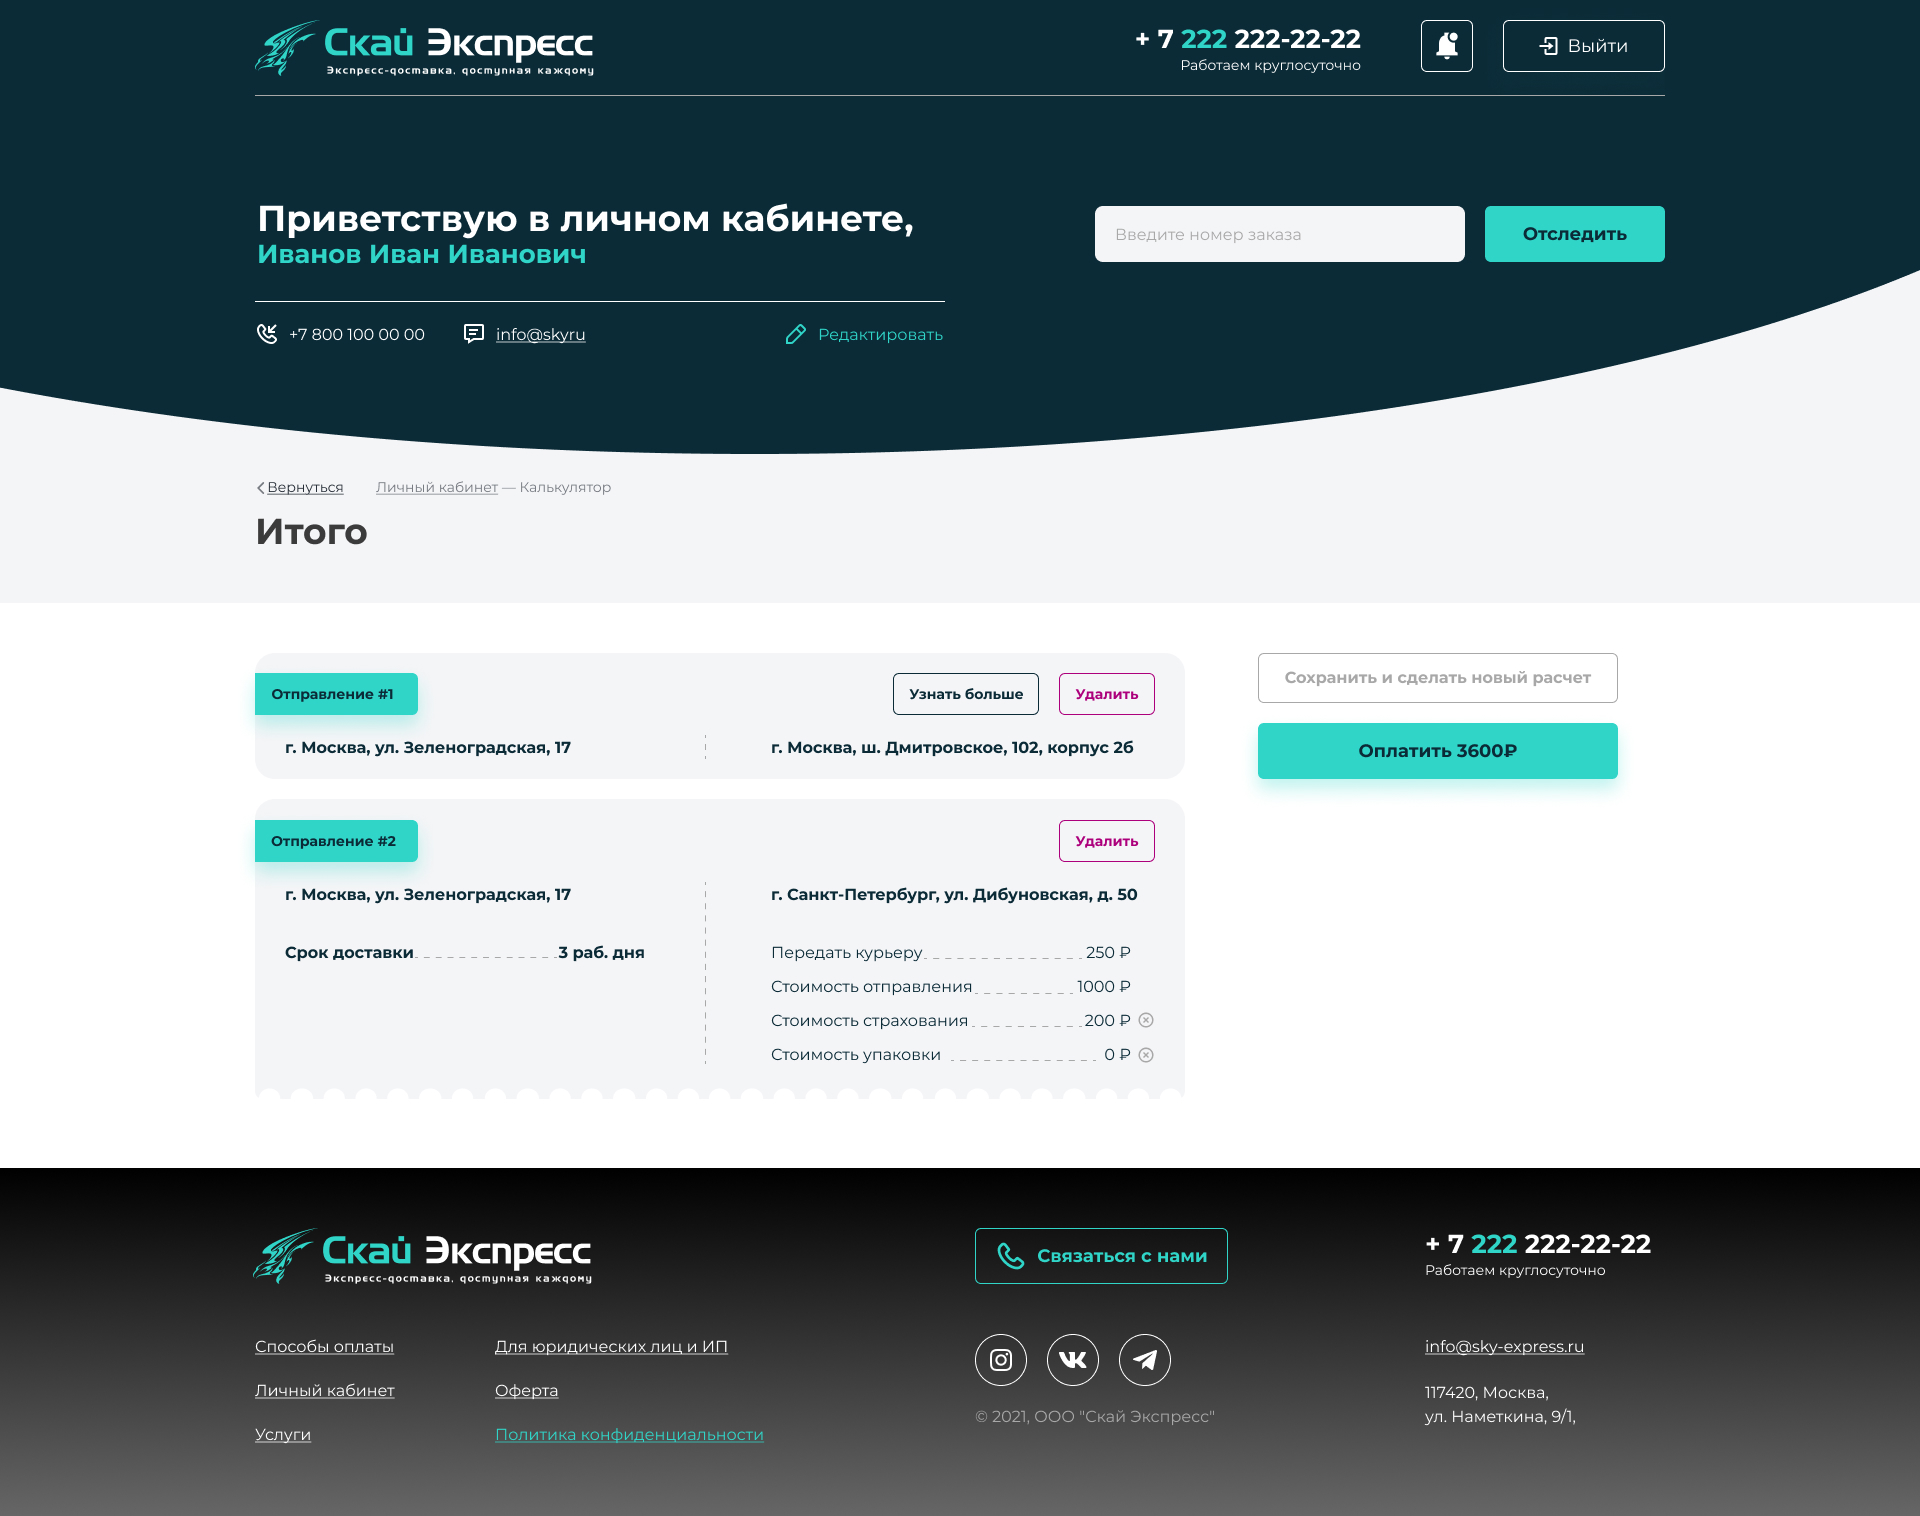 Скай Экспресс
Экспресс-доставка, доступная каждому
+ 7 222 222-22-22
Работаем круглосуточно
Выйти
Приветствую в личном кабинете,
Иванов Иван Иванович
Введите номер заказа
Отследить
+7 800 100 00 00
info@skyru
Редактировать
Вернуться
Личный кабинет — Калькулятор
Итого
Отправление #1
Узнать больше
Удалить
г. Москва, ул. Зеленоградская, 17
г. Москва, ш. Дмитровское, 102, корпус 2б
Сохранить и сделать новый расчет
Оплатить 3600₽
Отправление #2
Удалить
г. Москва, ул. Зеленоградская, 17
г. Санкт-Петербург, ул. Дибуновская, д. 50
Срок доставки 3 раб. дня
Передать курьеру 250 ₽
Стоимость отправления 1000 ₽
Стоимость страхования 200 ₽
Стоимость упаковки 0 ₽
Скай Экспресс
Экспресс-доставка, доступная каждому
Связаться с нами
+ 7 222 222-22-22
Работаем круглосуточно
Способы оплаты
Личный кабинет
Услуги
Для юридических лиц и ИП
Оферта
Политика конфиденциальности
© 2021, ООО "Скай Экспресс"
info@sky-express.ru
117420, Москва,
ул. Наметкина, 9/1,